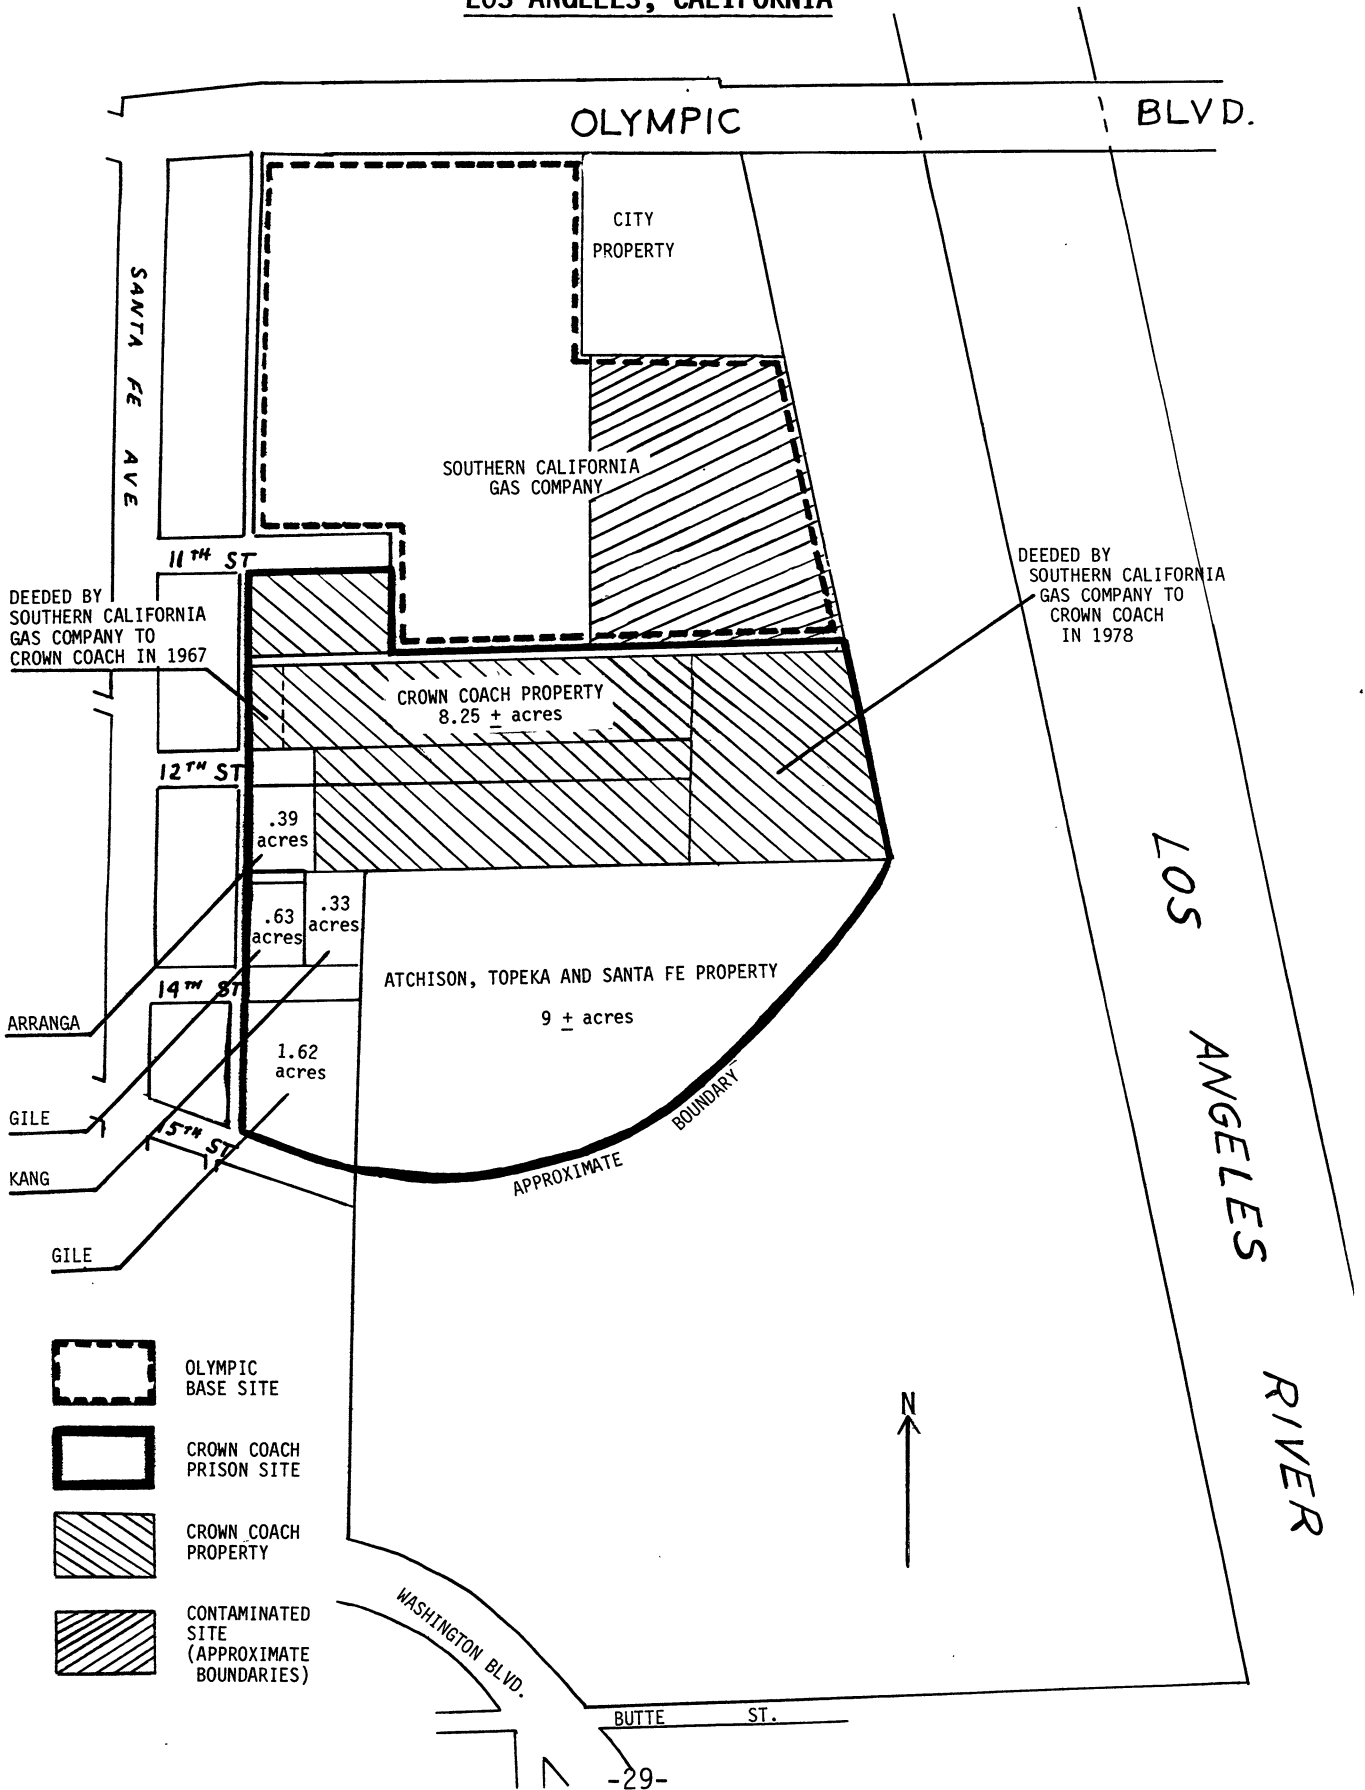 LOS ANGELES, CALIFORNIA
OLYMPIC BLVD.
CITY
PROPERTY
SANTA FE AVE
SOUTHERN CALIFORNIA
GAS COMPANY
11TH ST
DEEDED BY
SOUTHERN CALIFORNIA
GAS COMPANY TO
CROWN COACH IN 1967
DEEDED BY
SOUTHERN CALIFORNIA
GAS COMPANY TO
CROWN COACH
IN 1978
CROWN COACH PROPERTY
8.25 ± acres
12TH ST
.39
acres
.63
acres
.33
acres
LOS ANGELES RIVER
ATCHISON, TOPEKA AND SANTA FE PROPERTY
9 ± acres
14TH ST
ARRANGA
1.62
acres
GILE
15TH ST
KANG
APPROXIMATE BOUNDARY
GILE
OLYMPIC
BASE SITE
CROWN COACH
PRISON SITE
N
CROWN COACH
PROPERTY
CONTAMINATED
SITE
(APPROXIMATE
BOUNDARIES)
WASHINGTON BLVD.
BUTTE ST.
-29-